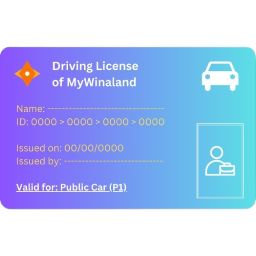 Driving License
of MyWinaland
Name: ---------------------------------
ID: 0000 > 0000 > 0000 > 0000
Issued on: 00/00/0000
Issued by: ----------------------------
Valid for: Public Car (P1)